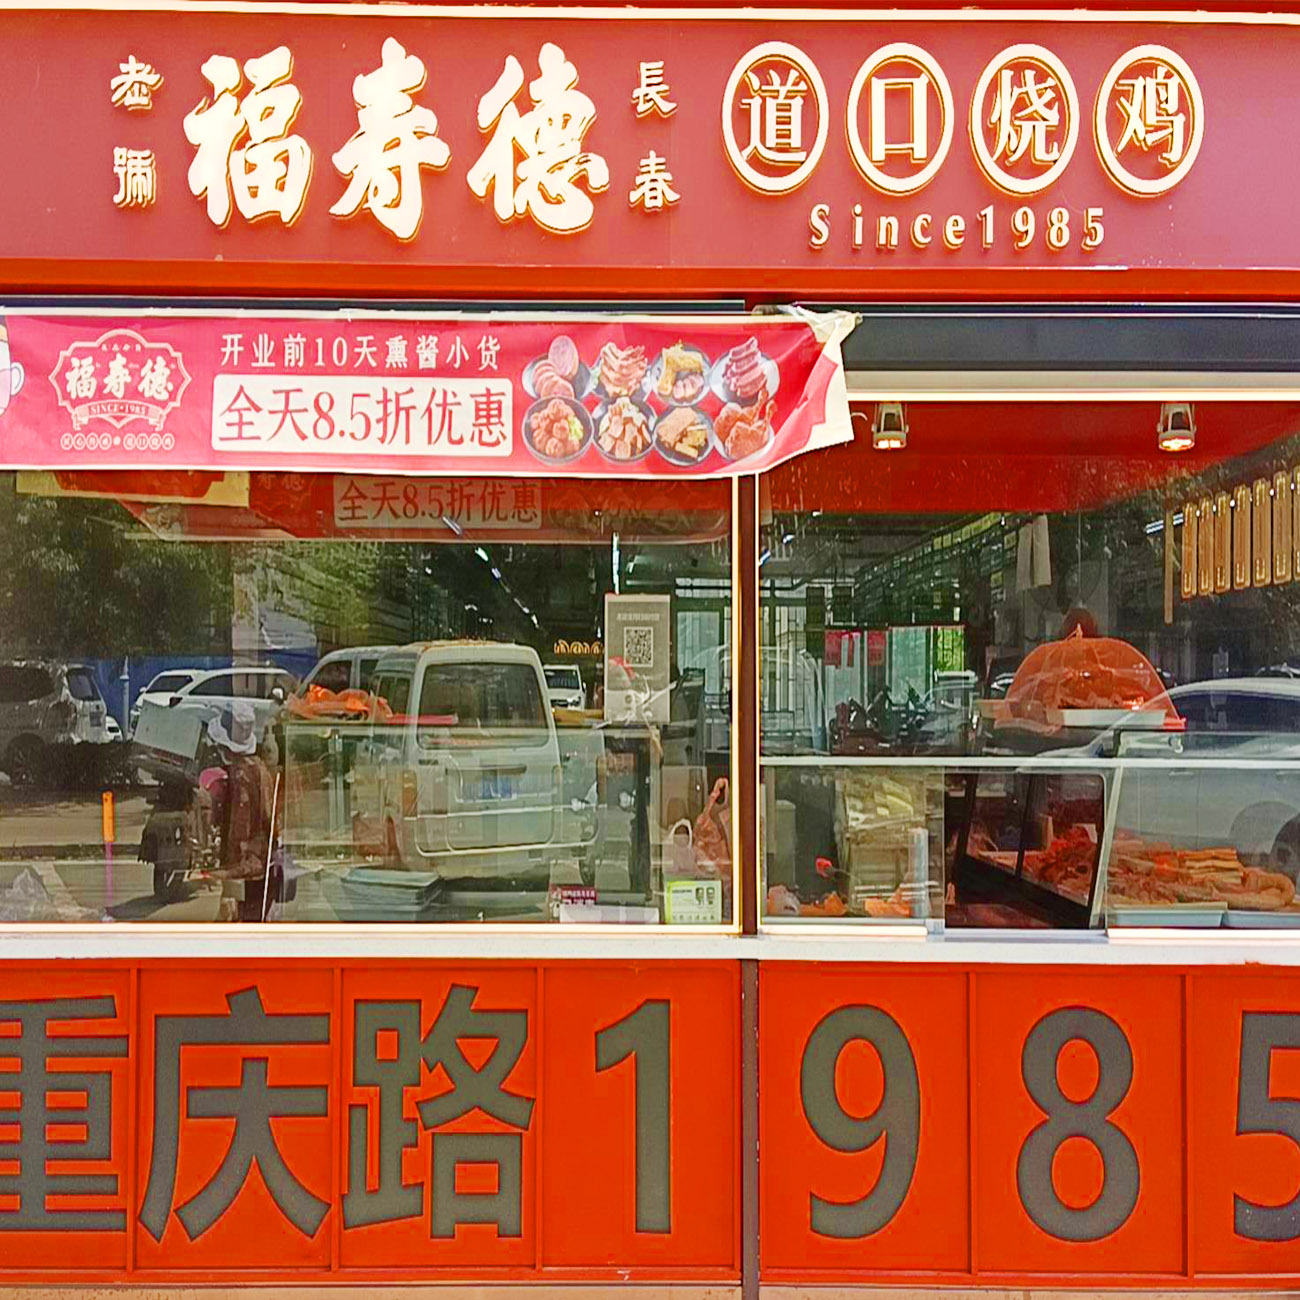 老號
福寿德
長春
道口烧鸡
Since1985
福寿德
SINCE·1985
开业前10天熏酱小货
全天8.5折优惠
全天8.5折优惠
重庆路1985